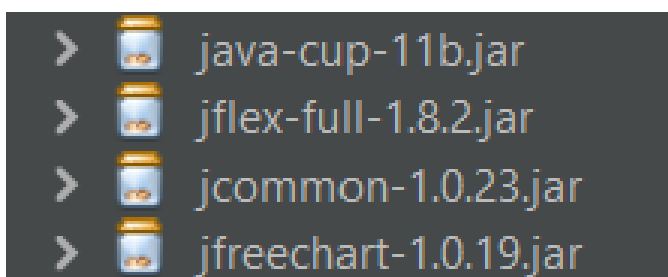 java-cup-11b.jar
jflex-full-1.8.2.jar
jcommon-1.0.23.jar
jfreechart-1.0.19.jar